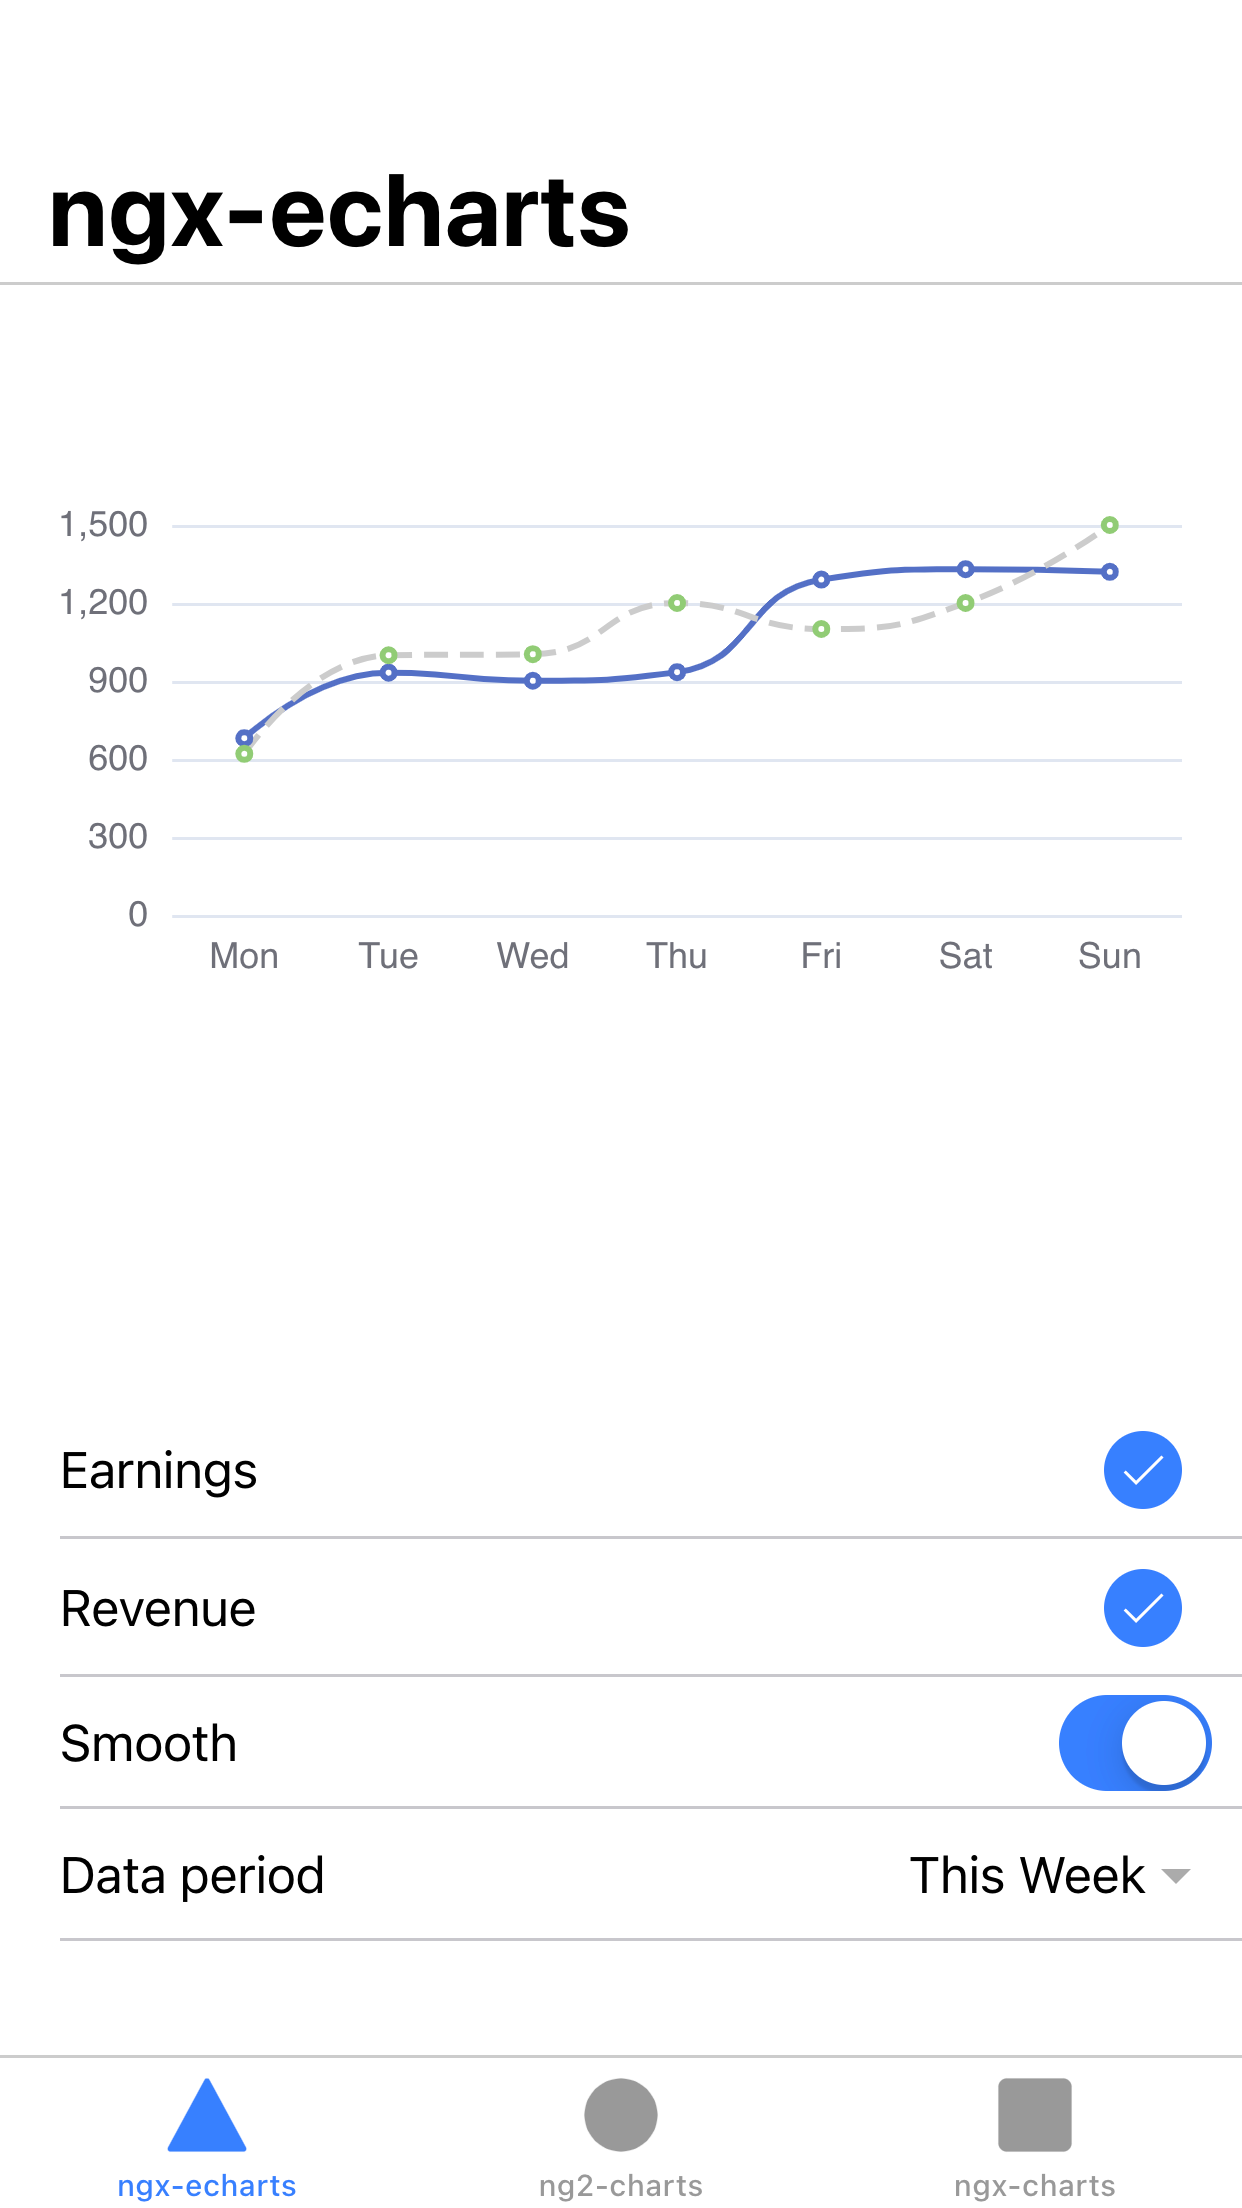 ngx-echarts
1,500
1,200
900
600
300
0
Mon Tue Wed Thu Fri Sat Sun
Earnings
Revenue
Smooth
Data period This Week
ngx-echarts ng2-charts ngx-charts